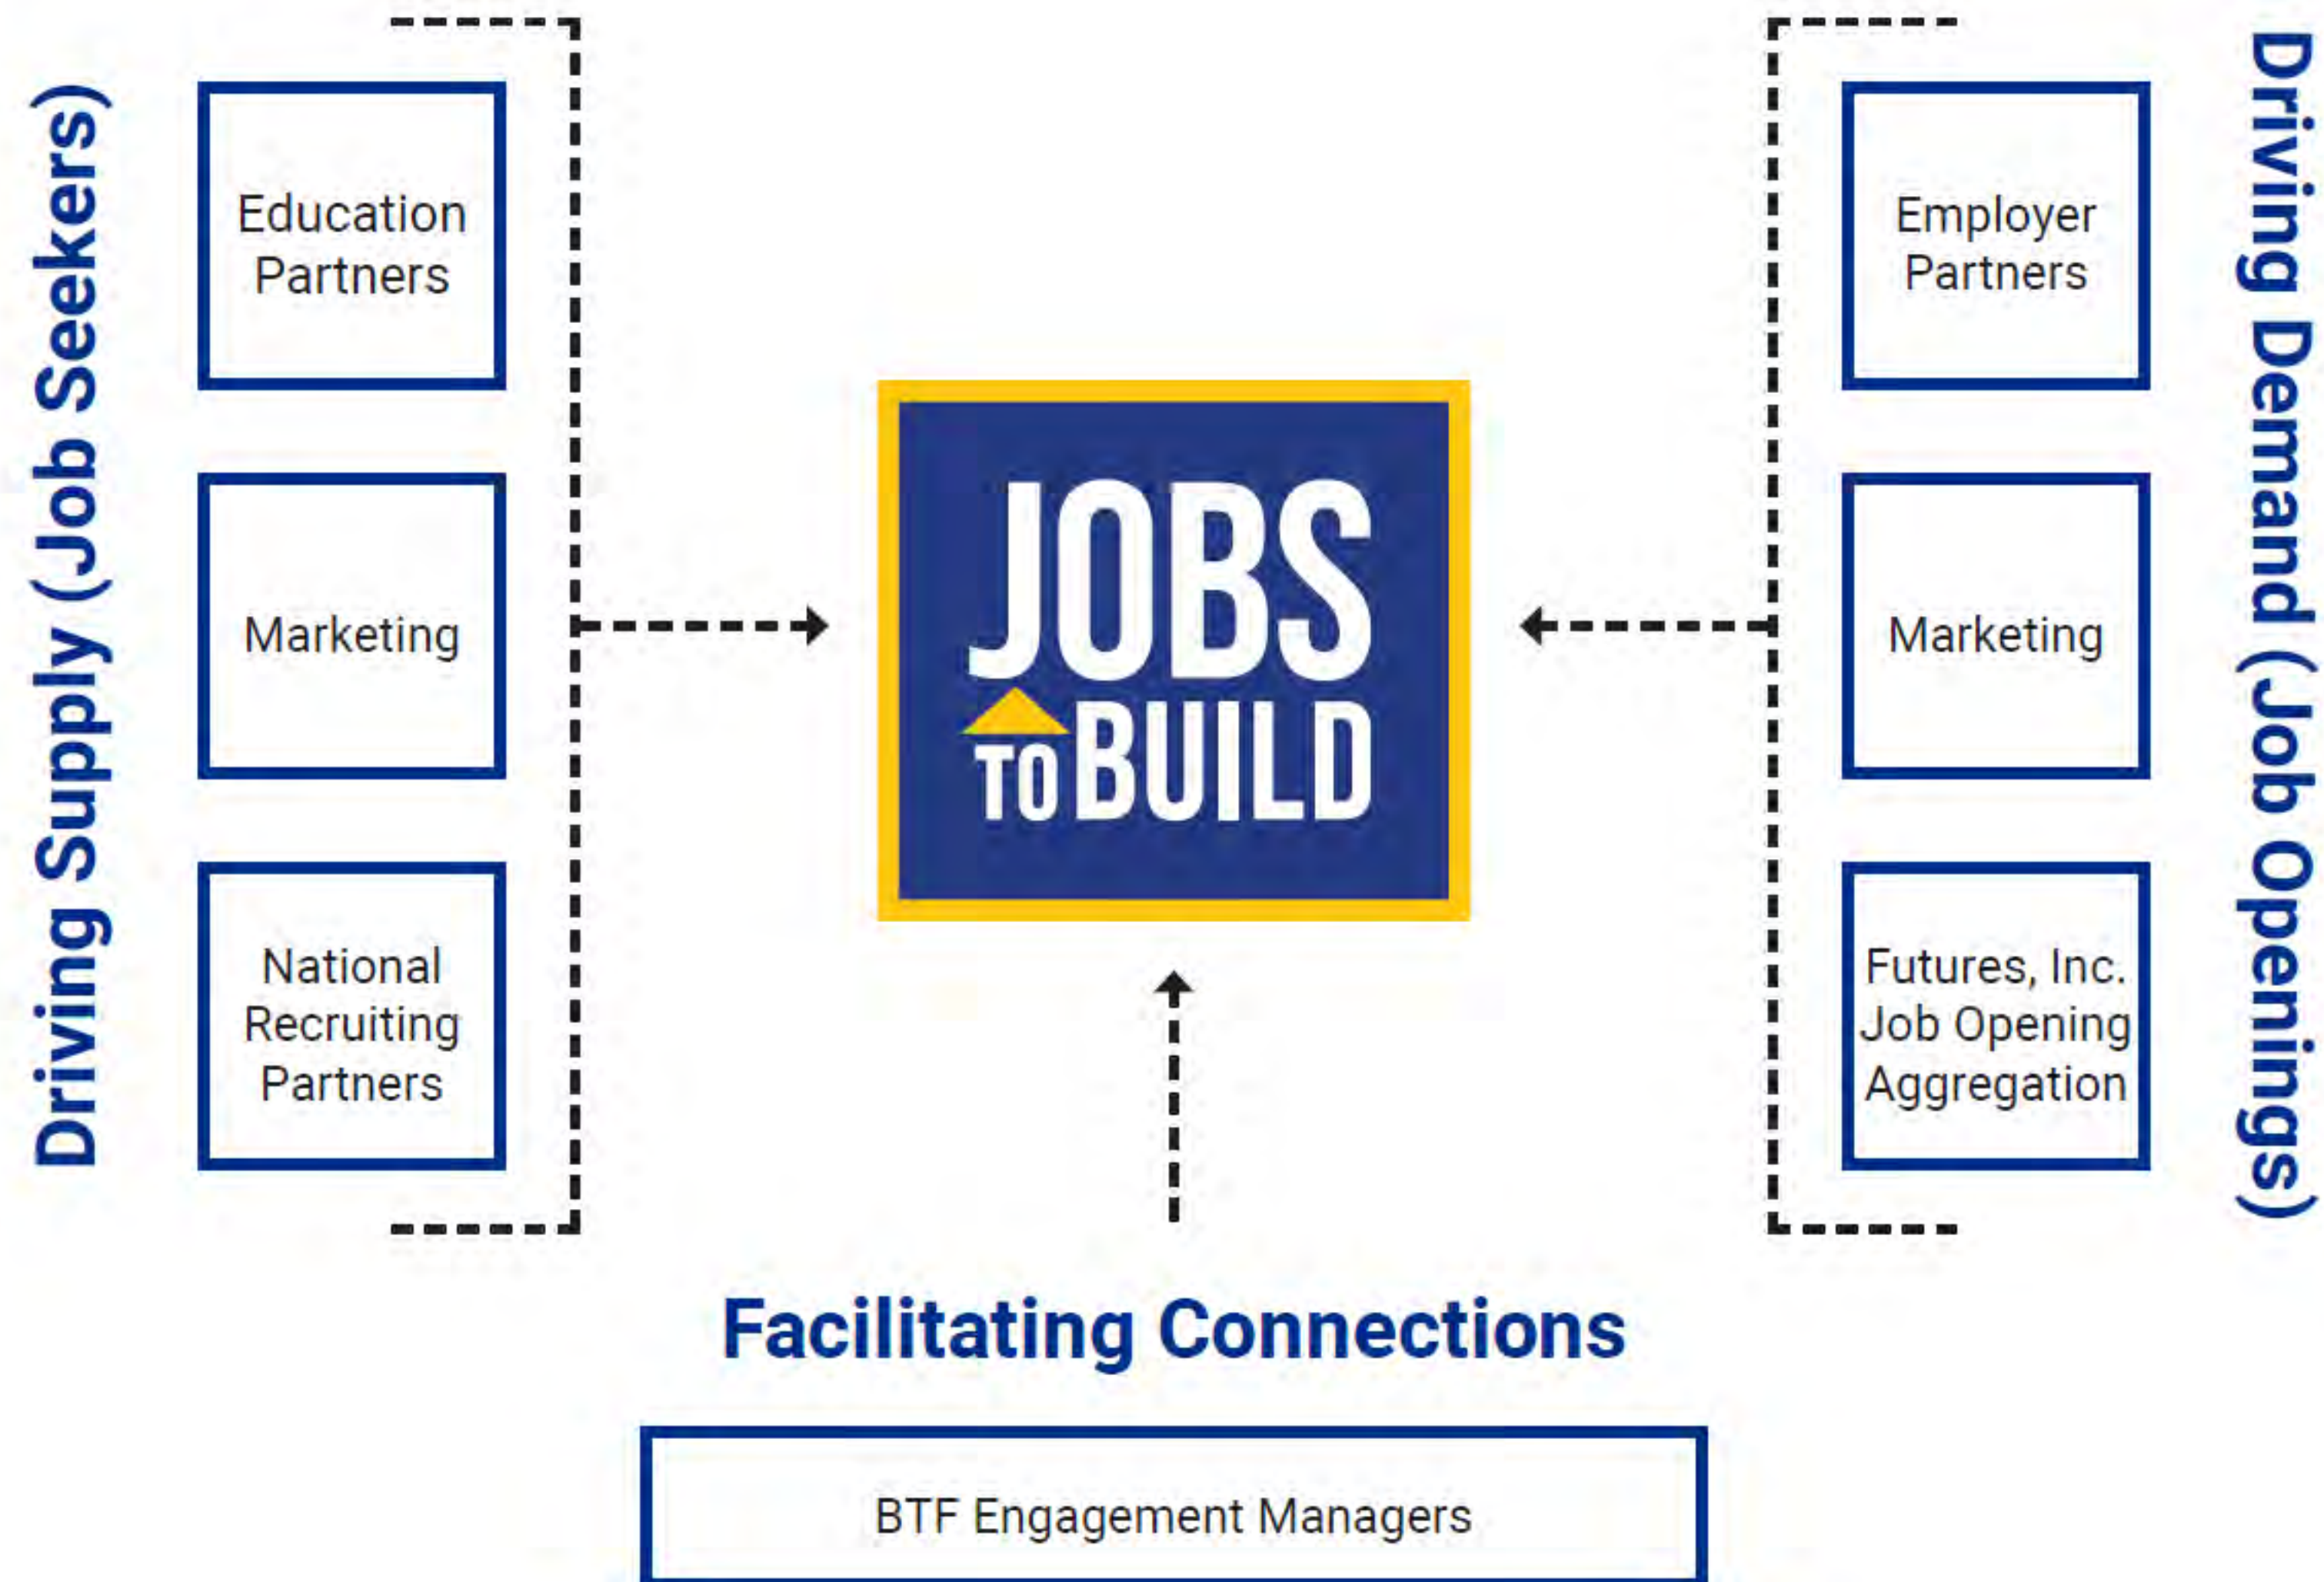 Driving Supply (Job Seekers)
Education
Partners
Marketing
National
Recruiting
Partners
JOBS
TO BUILD
Employer
Partners
Marketing
Futures, Inc.
Job Opening
Aggregation
Driving Demand (Job Openings)
Facilitating Connections
BTF Engagement Managers